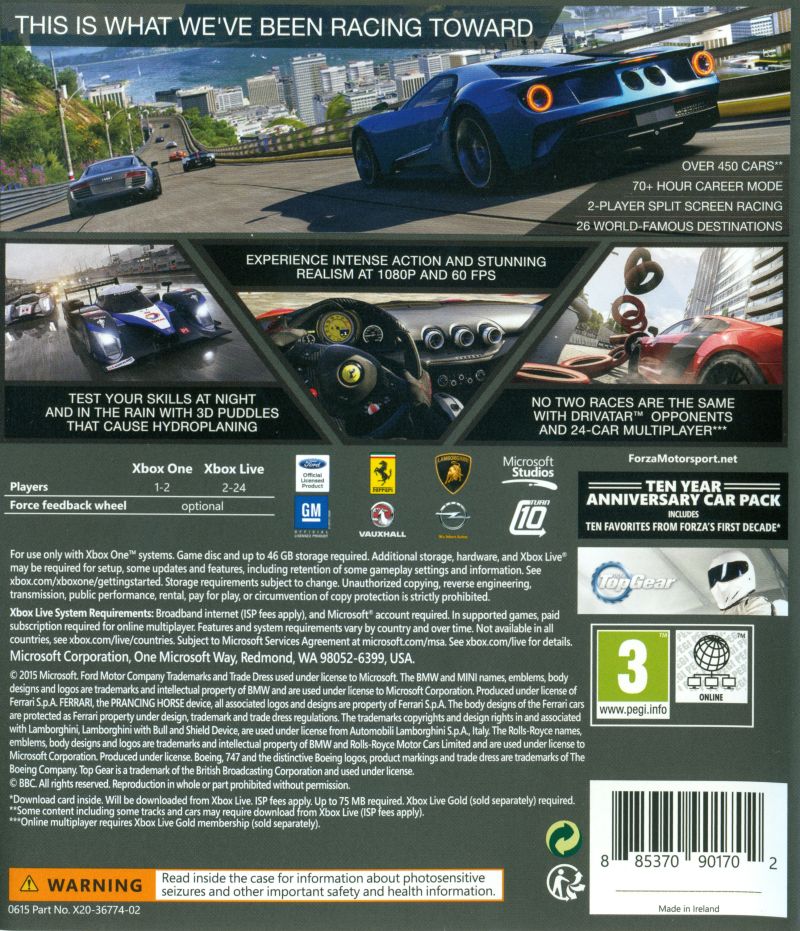 THIS IS WHAT WE'VE BEEN RACING TOWARD
OVER 450 CARS**
70+ HOUR CAREER MODE
2-PLAYER SPLIT SCREEN RACING
26 WORLD-FAMOUS DESTINATIONS
EXPERIENCE INTENSE ACTION AND STUNNING
REALISM AT 1080P AND 60 FPS
TEST YOUR SKILLS AT NIGHT
AND IN THE RAIN WITH 3D PUDDLES
THAT CAUSE HYDROPLANING
NO TWO RACES ARE THE SAME
WITH DRIVATAR™ OPPONENTS
AND 24-CAR MULTIPLAYER***
Xbox One Xbox Live
Players 1-2 2-24
Force feedback wheel optional
Ford
Official
Licensed
Product
Ferrari
LAMBORGHINI
Microsoft
Studios
GM
OFFICIAL
LICENSED PRODUCT
VAUXHALL
TURN
10
ForzaMotorsport.net
TEN YEAR
ANNIVERSARY CAR PACK
INCLUDES
TEN FAVORITES FROM FORZA'S FIRST DECADE*
TopGear
For use only with Xbox One™ systems. Game disc and up to 46 GB storage required. Additional storage, hardware, and Xbox Live®
may be required for setup, some updates and features, including retention of some gameplay settings and information. See
xbox.com/xboxone/gettingstarted. Storage requirements subject to change. Unauthorized copying, reverse engineering,
transmission, public performance, rental, pay for play, or circumvention of copy protection is strictly prohibited.
Xbox Live System Requirements: Broadband internet (ISP fees apply), and Microsoft® account required. In supported games, paid
subscription required for online multiplayer. Features and system requirements vary by country and over time. Not available in all
countries, see xbox.com/live/countries. Subject to Microsoft Services Agreement at microsoft.com/msa. See xbox.com/live for details.
Microsoft Corporation, One Microsoft Way, Redmond, WA 98052-6399, USA.
© 2015 Microsoft. Ford Motor Company Trademarks and Trade Dress used under license to Microsoft. The BMW and MINI names, emblems, body
designs and logos are trademarks and intellectual property of BMW and are used under license to Microsoft Corporation. Produced under license of
Ferrari S.p.A. FERRARI, the PRANCING HORSE device, all associated logos and designs are property of Ferrari S.p.A. The body designs of the Ferrari cars
are protected as Ferrari property under design, trademark and trade dress regulations. The trademarks copyrights and design rights in and associated
with Lamborghini, Lamborghini with Bull and Shield Device, are used under license from Automobili Lamborghini S.p.A., Italy. The Rolls-Royce names,
emblems, body designs and logos are trademarks and intellectual property of BMW and Rolls-Royce Motor Cars Limited and are used under license to
Microsoft Corporation. Produced under license. Boeing, 747 and the distinctive Boeing logos, product markings and trade dress are trademarks of The
Boeing Company. Top Gear is a trademark of the British Broadcasting Corporation and used under license.
© BBC. All rights reserved. Reproduction in whole or part prohibited without permission.
*Download card inside. Will be downloaded from Xbox Live. ISP fees apply. Up to 75 MB required. Xbox Live Gold (sold separately) required.
**Some content including some tracks and cars may require download from Xbox Live (ISP fees apply).
***Online multiplayer requires Xbox Live Gold membership (sold separately).
3
™
www.pegi.info
ONLINE
™
8 85370 90170 2
Made in Ireland
WARNING
Read inside the case for information about photosensitive
seizures and other important safety and health information.
0615 Part No. X20-36774-02